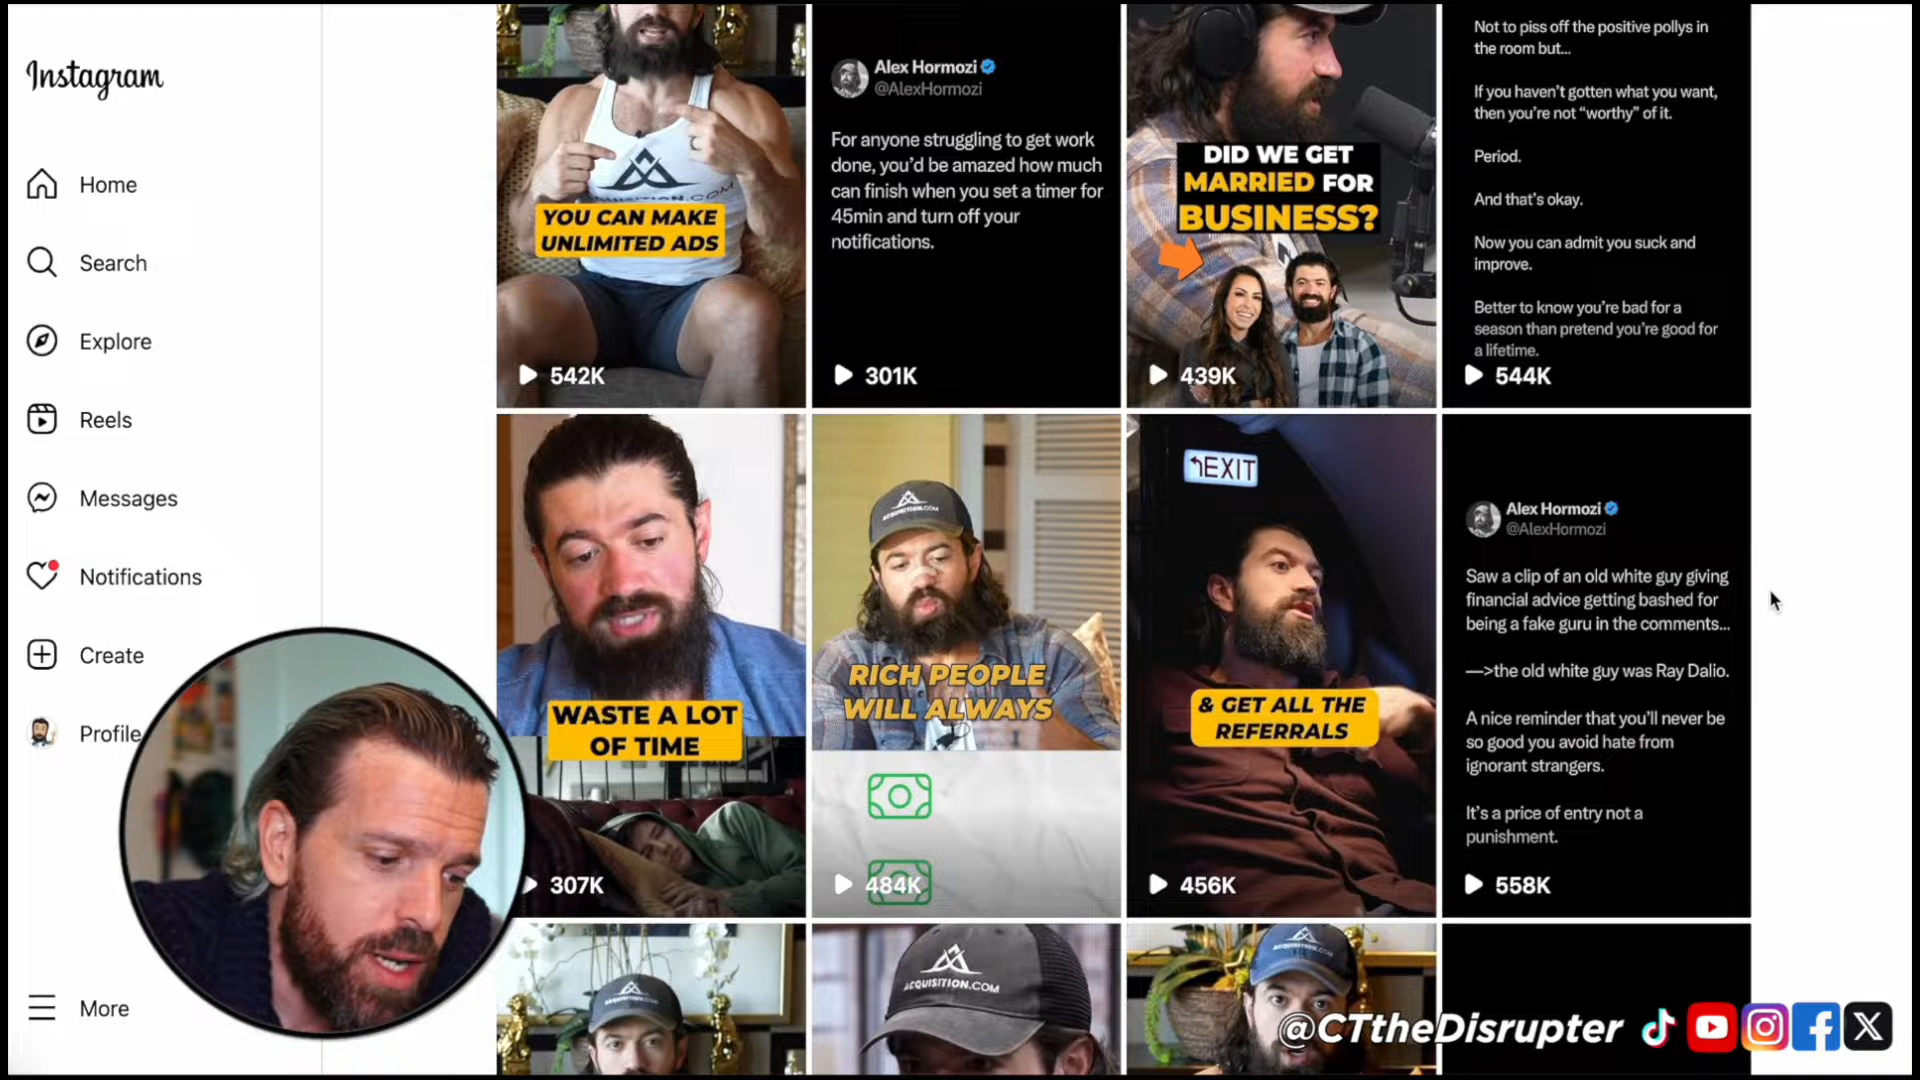 Instagram
Home
Search
Explore
Reels
Messages
Notifications
Create
Profile
More
YOU CAN MAKE
UNLIMITED ADS
542K
Alex Hormozi
@AlexHormozi
For anyone struggling to get work
done, you'd be amazed how much
can finish when you set a timer for
45min and turn off your
notifications.
301K
DID WE GET
MARRIED FOR
BUSINESS?
439K
Not to piss off the positive pollys in
the room but...
If you haven't gotten what you want,
then you're not “worthy” of it.
Period.
And that's okay.
Now you can admit you suck and
improve.
Better to know you're bad for a
season than pretend you're good for
a lifetime.
544K
WASTE A LOT
OF TIME
307K
ACQUISITION.COM
RICH PEOPLE
WILL ALWAYS
484K
EXIT
& GET ALL THE
REFERRALS
456K
Alex Hormozi
@AlexHormozi
Saw a clip of an old white guy giving
financial advice getting bashed for
being a fake guru in the comments...
—>the old white guy was Ray Dalio.
A nice reminder that you'll never be
so good you avoid hate from
ignorant strangers.
It's a price of entry not a
punishment.
558K
ACQUISITION.COM
ACQUISITION.COM
ACQUISITION.COM
@CTtheDisrupter